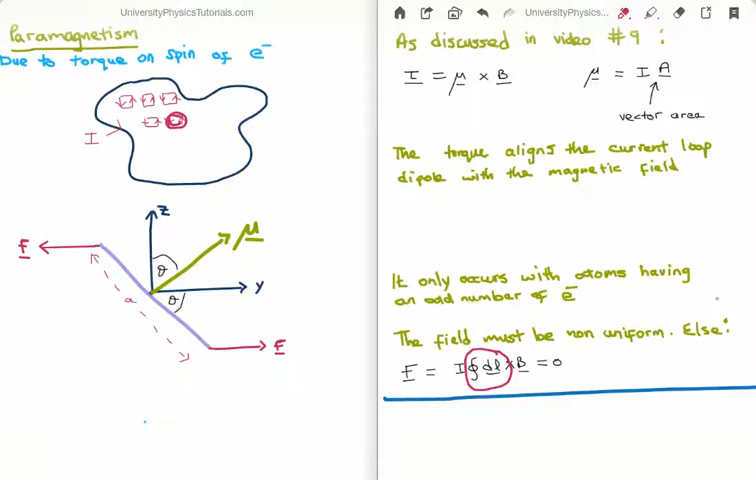 UniversityPhysicsTutorials.com
Paramagnetism
Due to torque on spin of e⁻
I
z
μ
F
θ
y
θ
a
F
UniversityPhysicsTutorials....
As discussed in video #9 :
I = μ × B
μ = I A
vector area
The torque aligns the current loop
dipole with the magnetic field
It only occurs with atoms having
an odd number of e⁻
The field must be non uniform. Else:
F = I ∮ dl × B = 0